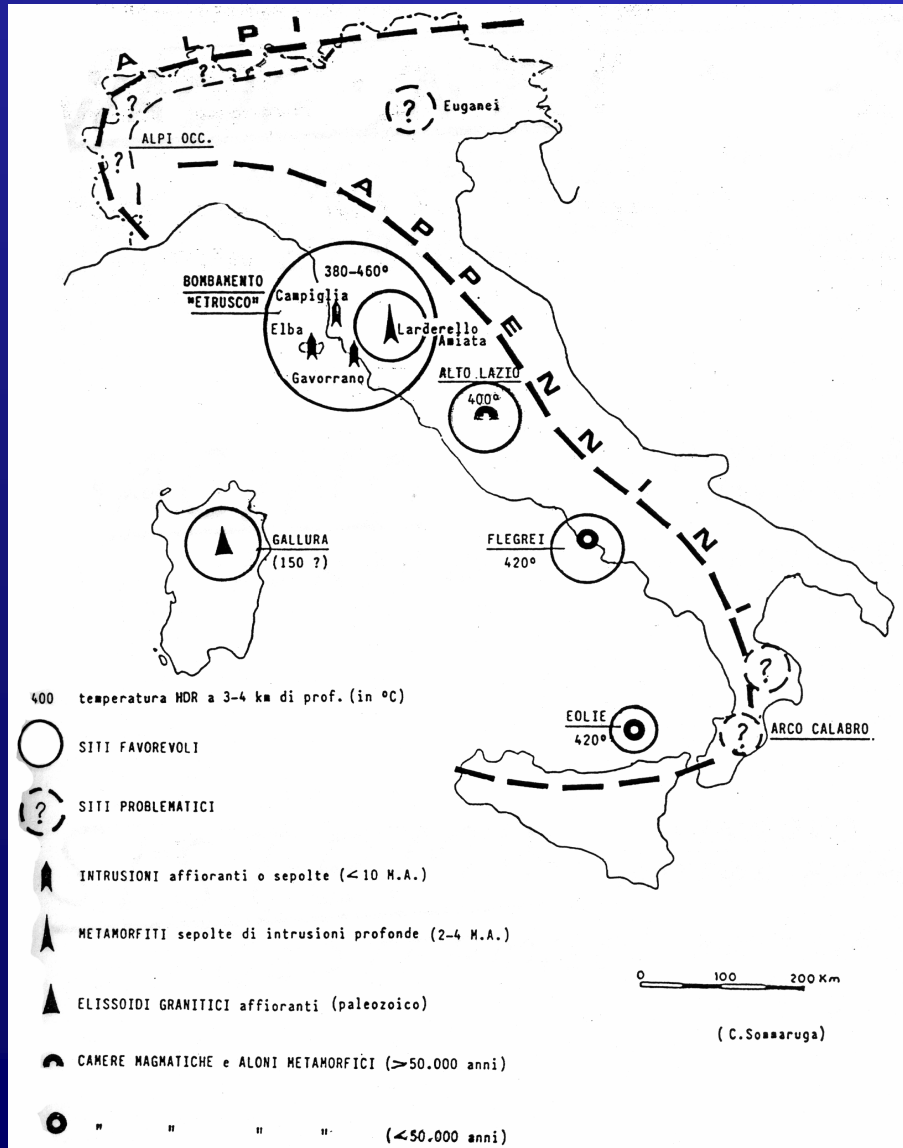 ALPI
?
?
?
ALPI OCC.
? Euganei
APPENNINI
BOMBAMENTO
"ETRUSCO"
380-460°
Campiglia
Elba
Larderello
Amiata
Gavorrano
ALTO LAZIO
400°
GALLURA
(150 ?)
FLEGREI
420°
?
EOLIE
420°
?
ARCO CALABRO
400 temperatura HDR a 3-4 km di prof. (in °C)
SITI FAVOREVOLI
? SITI PROBLEMATICI
INTRUSIONI affioranti o sepolte (<10 M.A.)
METAMORFITI sepolte di intrusioni profonde (2-4 M.A.)
ELISSOIDI GRANITICI affioranti (paleozoico)
CAMERE MAGMATICHE e ALONI METAMORFICI (>50.000 anni)
" " " " (<50.000 anni)
0 100 200 Km
(C.Sommaruga)